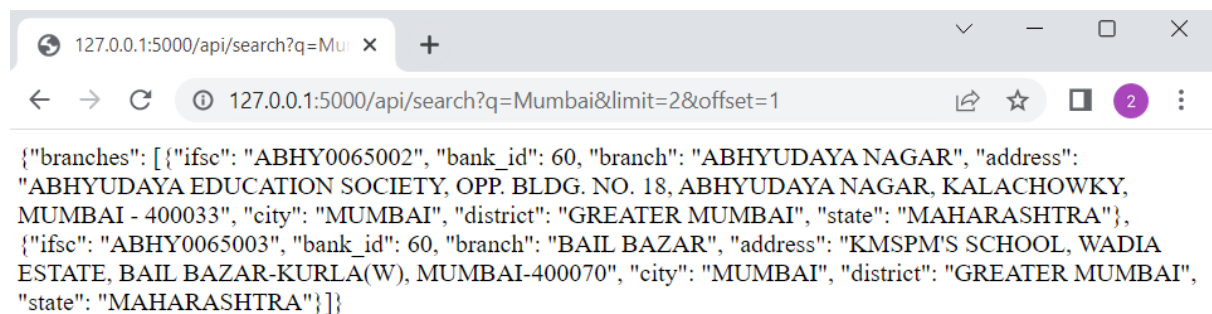 127.0.0.1:5000/api/search?q=Mu
127.0.0.1:5000/api/search?q=Mumbai&limit=2&offset=1
2
{"branches": [{"ifsc": "ABHY0065002", "bank_id": 60, "branch": "ABHYUDAYA NAGAR", "address":
"ABHYUDAYA EDUCATION SOCIETY, OPP. BLDG. NO. 18, ABHYUDAYA NAGAR, KALACHOWKY,
MUMBAI - 400033", "city": "MUMBAI", "district": "GREATER MUMBAI", "state": "MAHARASHTRA"},
{"ifsc": "ABHY0065003", "bank_id": 60, "branch": "BAIL BAZAR", "address": "KMSPM'S SCHOOL, WADIA
ESTATE, BAIL BAZAR-KURLA(W), MUMBAI-400070", "city": "MUMBAI", "district": "GREATER MUMBAI",
"state": "MAHARASHTRA"}]}